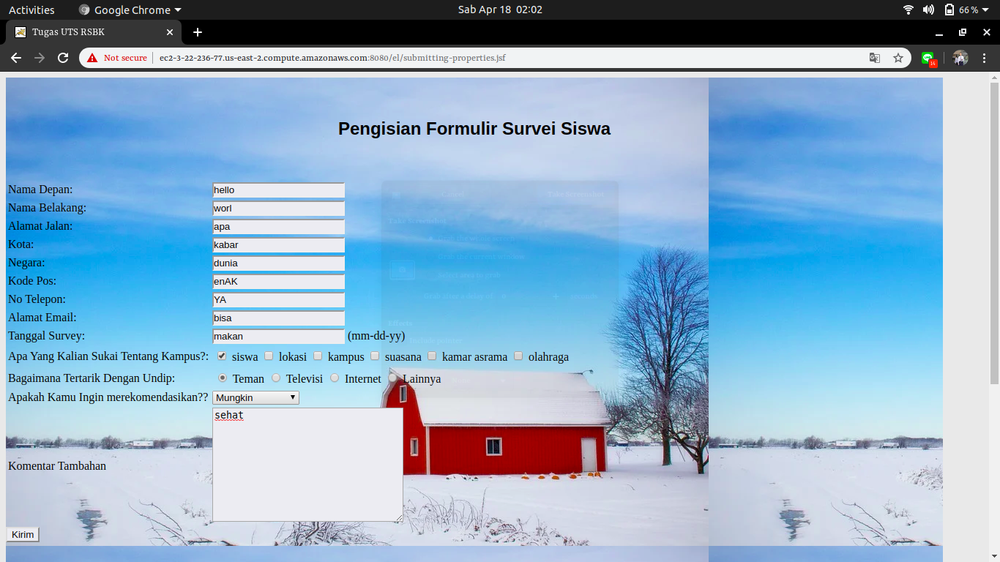 Activities Google Chrome Sab Apr 18 02:02 66 %
Tugas UTS RSBK
Not secure ec2-3-22-236-77.us-east-2.compute.amazonaws.com:8080/el/submitting-properties.jsf 14
Pengisian Formulir Survei Siswa
Nama Depan: hello
Nama Belakang: worl
Alamat Jalan: apa
Kota: kabar
Negara: dunia
Kode Pos: enAK
No Telepon: YA
Alamat Email: bisa
Tanggal Survey: makan (mm-dd-yy)
Apa Yang Kalian Sukai Tentang Kampus?: siswa lokasi kampus suasana kamar asrama olahraga
Bagaimana Tertarik Dengan Undip: Teman Televisi Internet Lainnya
Apakah Kamu Ingin merekomendasikan?? Mungkin
sehat
Komentar Tambahan
Kirim